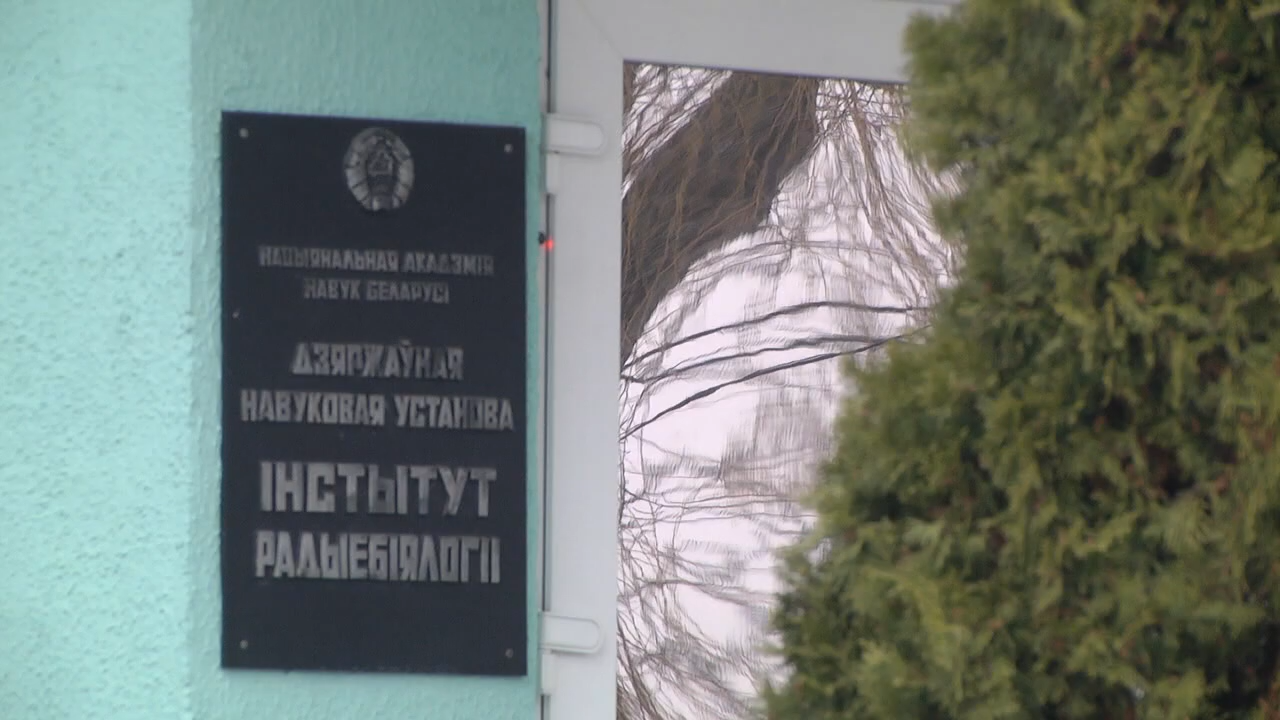 НАЦЫЯНАЛЬНАЯ АКАДЭМІЯ
НАВУК БЕЛАРУСІ
ДЗЯРЖАЎНАЯ
НАВУКОВАЯ УСТАНОВА
ІНСТЫТУТ
РАДЫЕБІЯЛОГІІ